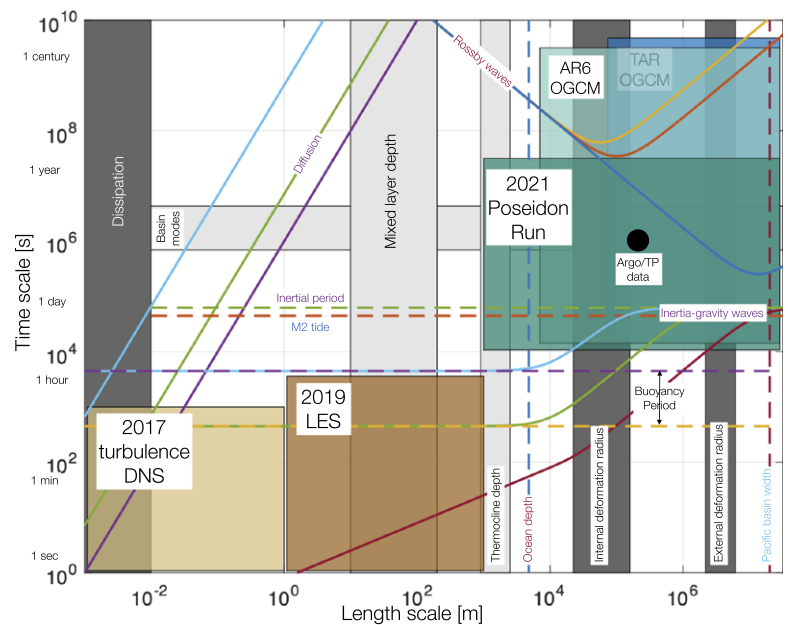 10^10
1 century
10^8
1 year
10^6
1 day
10^4
1 hour
10^2
1 min
1 sec
10^0
Time scale [s]
Dissipation
Basin
modes
Diffusion
Mixed layer depth
Rossby waves
AR6
OGCM
TAR
OGCM
2021
Poseidon
Run
Argo/TP
data
Inertial period
M2 tide
Inertia-gravity waves
Buoyancy
Period
2017
turbulence
DNS
2019
LES
Thermocline depth
Ocean depth
Internal deformation radius
External deformation radius
Pacific basin width
10^-2
10^0
10^2
10^4
10^6
Length scale [m]